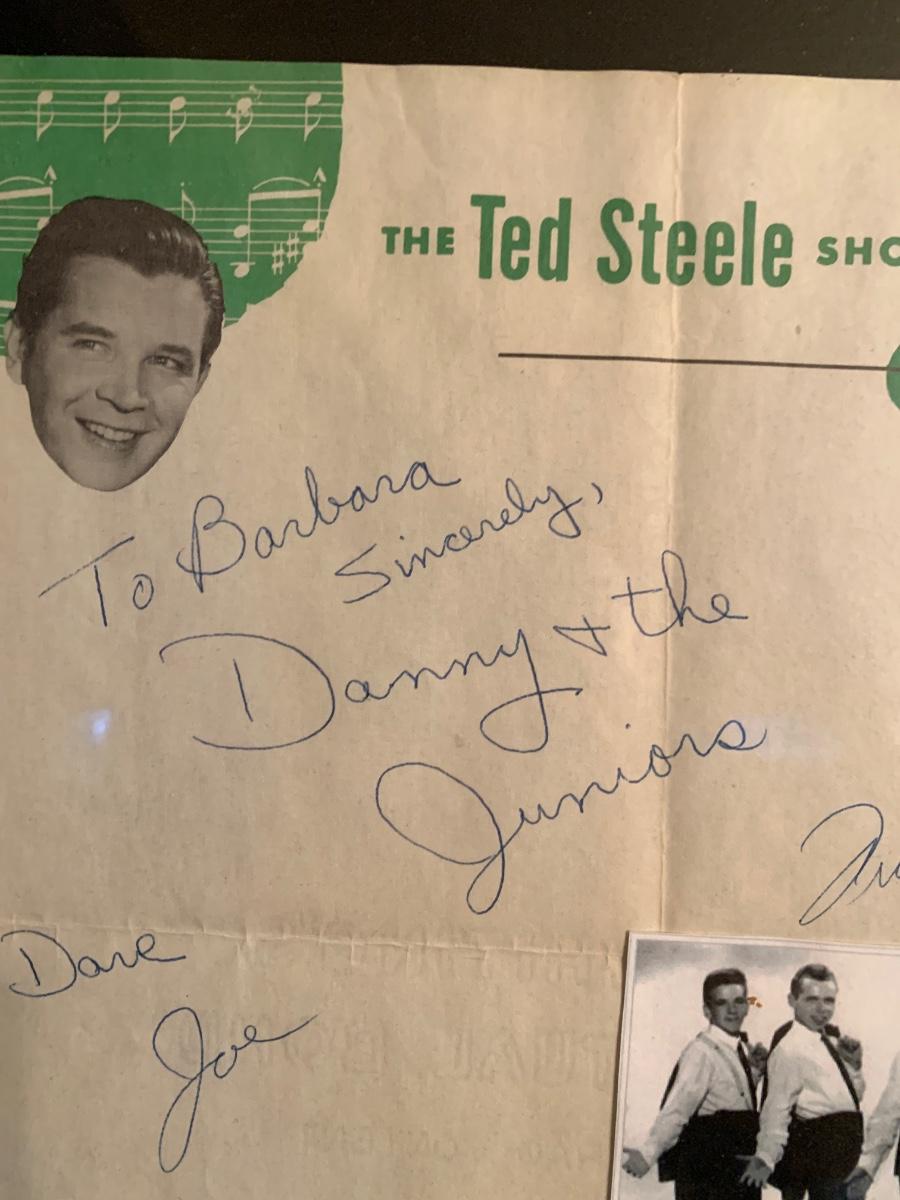 THE Ted Steele SHO
To Barbara
Sincerely,
Danny + the
Juniors
Dave
Joe